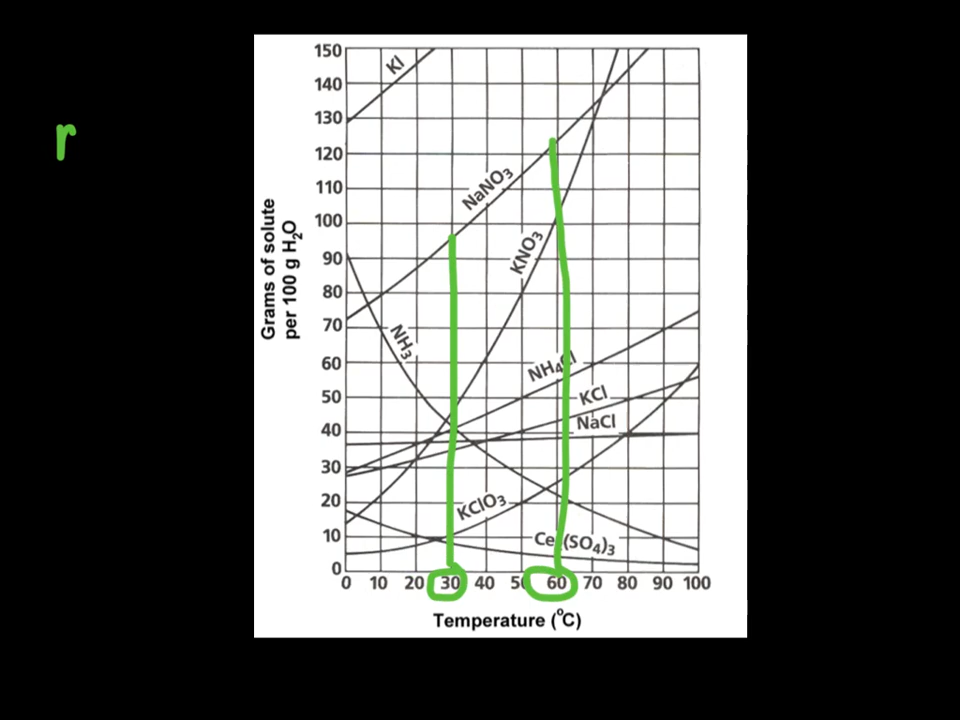 r
Grams of solute
per 100 g H₂O
150
140
130
120
110
100
90
80
70
60
50
40
30
20
10
0
KI
NaNO₃
KNO₃
NH₃
NH₄Cl
KCl
NaCl
KClO₃
Ce (SO₄)₃
0 10 20 30 40 50 60 70 80 90 100
Temperature (°C)